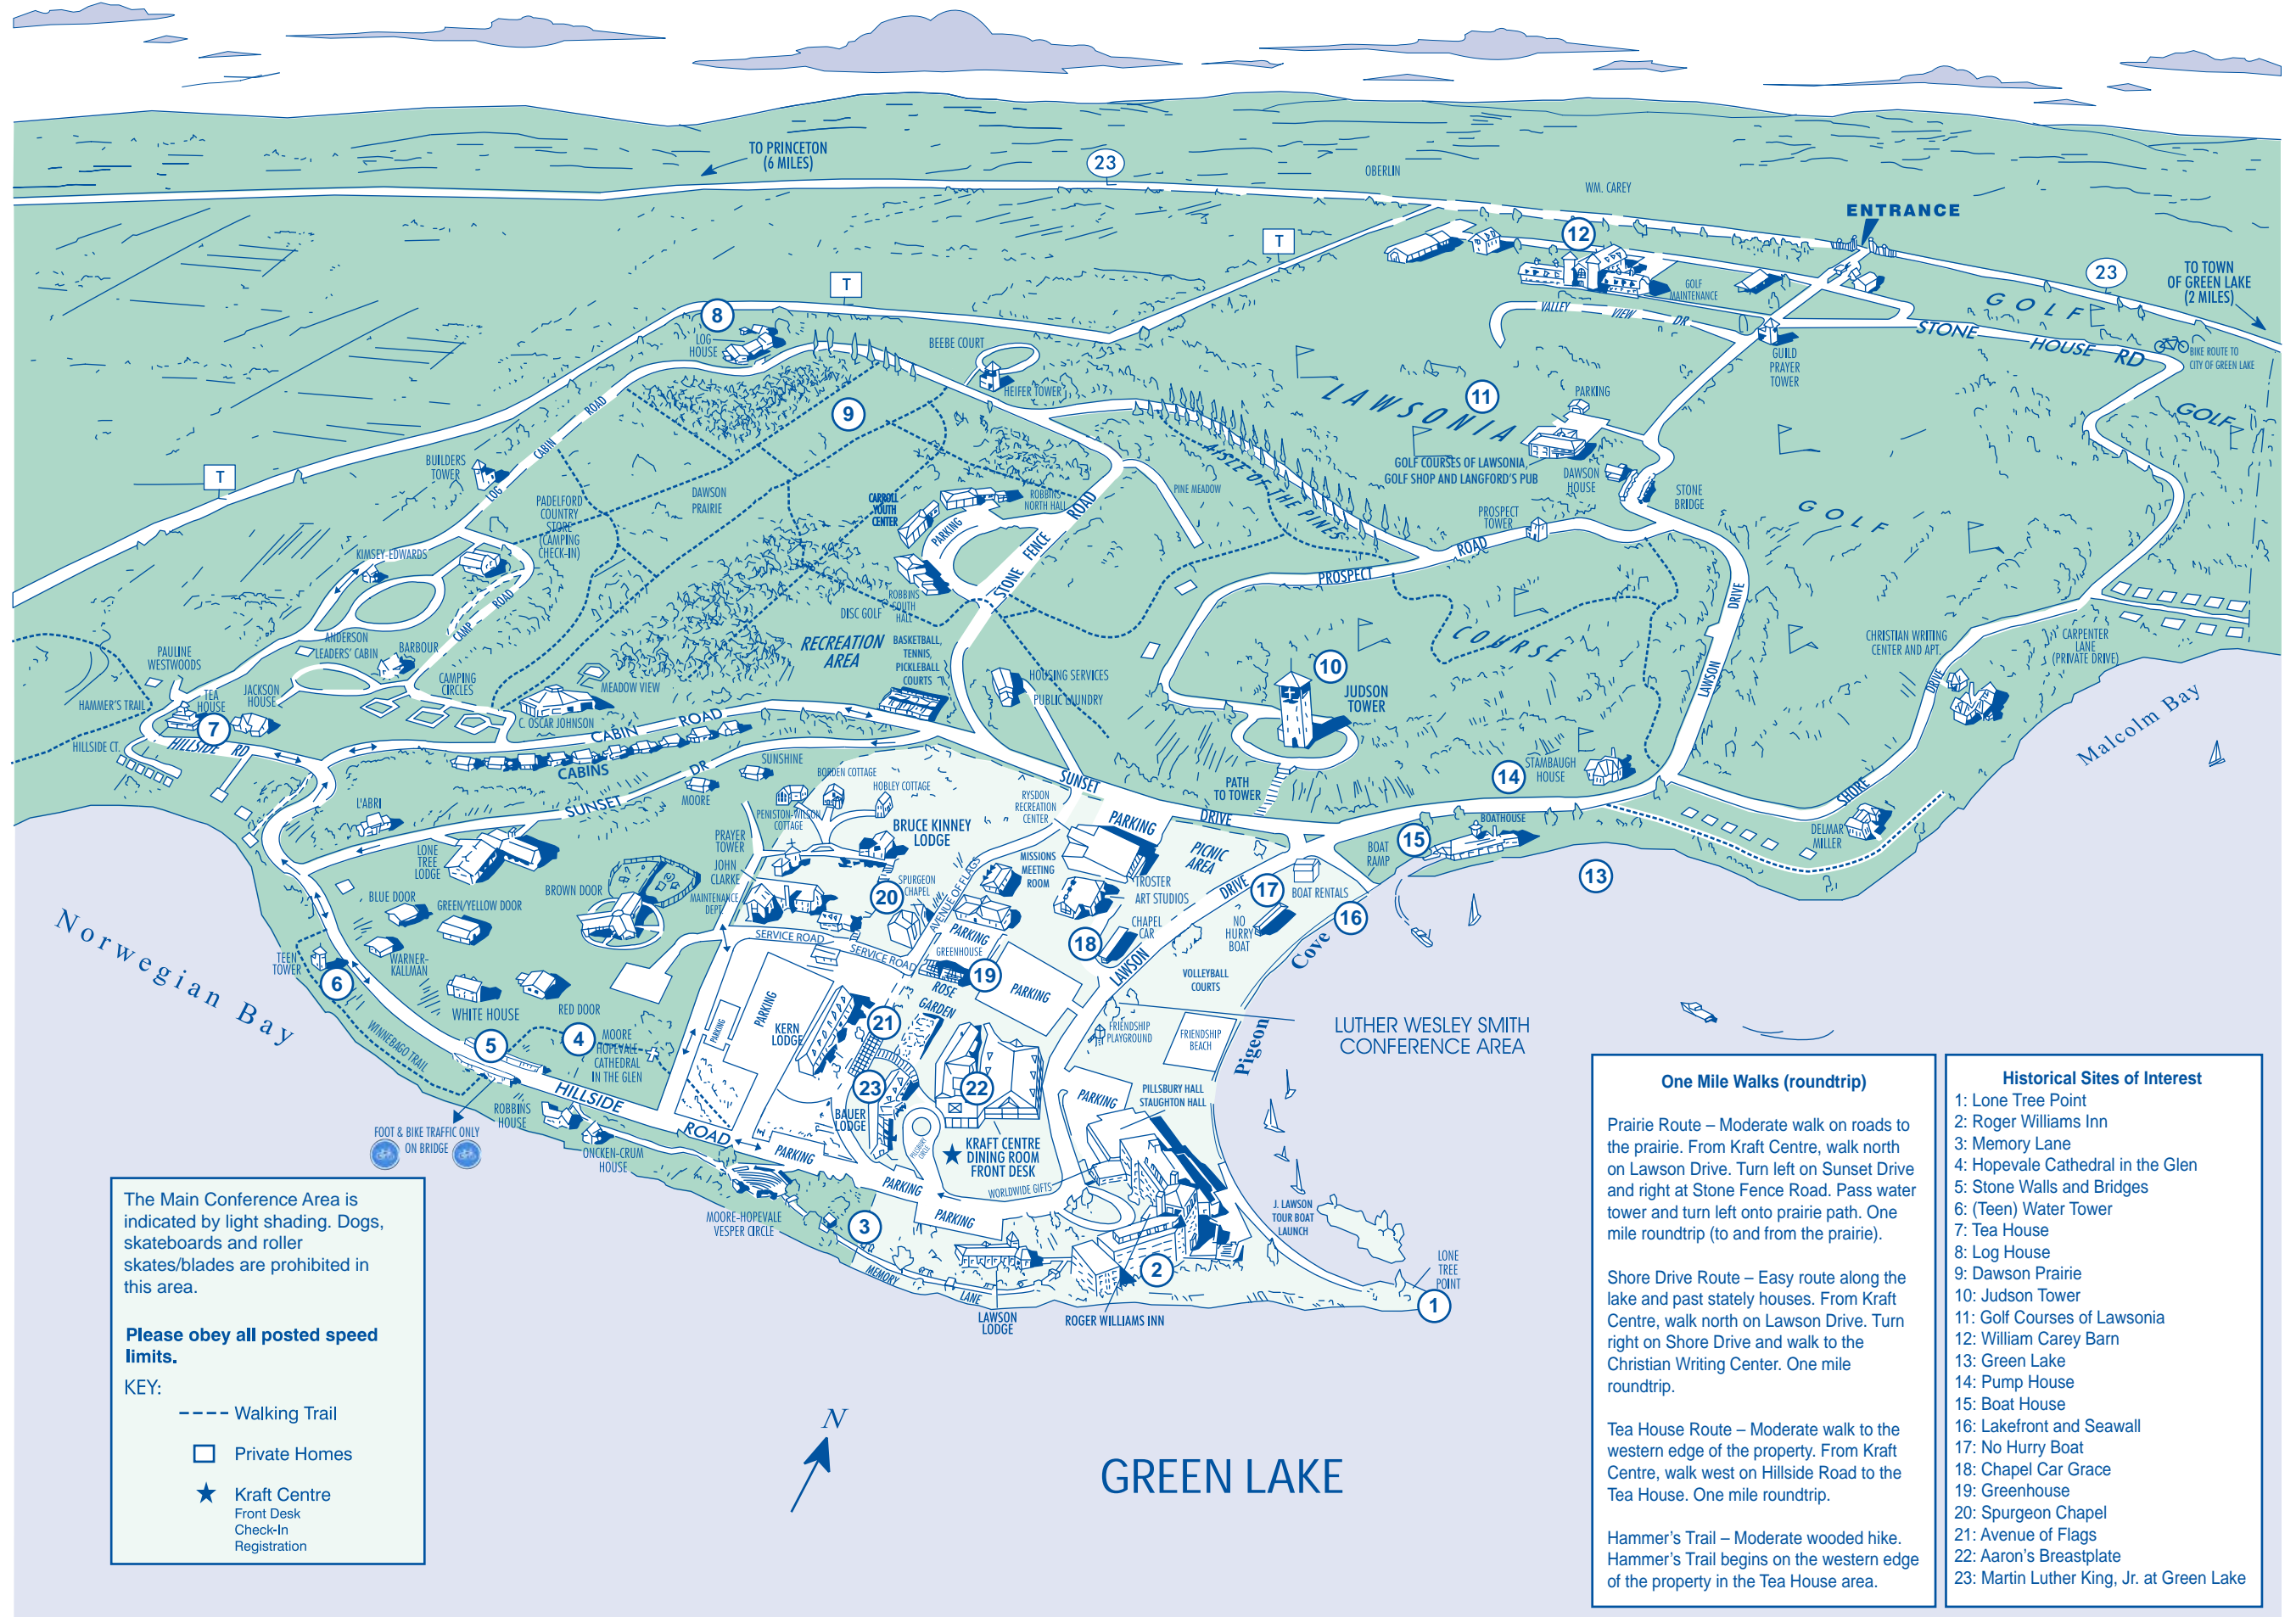 TO PRINCETON
(6 MILES)
23
OBERLIN
WM. CAREY
ENTRANCE
12
T
23
TO TOWN
OF GREEN LAKE
(2 MILES)
T
GOLF
MAINTENANCE
GOLF
VALLEY VIEW DR
STONE HOUSE RD
8
LOG
HOUSE
BEEBE COURT
GUILD
PRAYER
TOWER
BIKE ROUTE TO
CITY OF GREEN LAKE
HEIFER TOWER
LAWSONIA
11
PARKING
GOLF
9
LOG CABIN ROAD
BUILDERS
TOWER
T
AISLE OF THE PINES
GOLF COURSES OF LAWSONIA,
GOLF SHOP AND LANGFORD'S PUB
DAWSON
HOUSE
STONE
BRIDGE
GOLF
PADELFORD
COUNTRY
STORE
(CAMPING
CHECK-IN)
DAWSON
PRAIRIE
CARROLL
YOUTH
CENTER
ROBBINS
NORTH HALL
PARKING
PINE MEADOW
PROSPECT
TOWER
PROSPECT ROAD
STONE FENCE ROAD
KIMSEY-EDWARDS
CAMP ROAD
ROBBINS
SOUTH
HALL
DISC GOLF
LAWSON DRIVE
COURSE
ANDERSON
LEADERS' CABIN
BARBOUR
RECREATION
AREA
BASKETBALL,
TENNIS,
PICKLEBALL
COURTS
CHRISTIAN WRITING
CENTER AND APT.
CARPENTER
LANE
(PRIVATE DRIVE)
PAULINE
WESTWOODS
HAMMER'S TRAIL
TEA
HOUSE
JACKSON
HOUSE
CAMPING
CIRCLES
MEADOW VIEW
C. OSCAR JOHNSON
HOUSING SERVICES
PUBLIC LAUNDRY
10
JUDSON
TOWER
7
HILLSIDE CT.
HILLSIDE RD
CABIN ROAD
CABINS
SHORE DRIVE
Malcolm Bay
SUNSET DR
MOORE
SUNSHINE
BORDEN COTTAGE
HOBLEY COTTAGE
PENISTON-WILSON
COTTAGE
SUNSET DRIVE
PATH
TO TOWER
14
STAMBAUGH
HOUSE
L'ABRI
LONE
TREE
LODGE
PRAYER
TOWER
BRUCE KINNEY
LODGE
RYSDON
RECREATION
CENTER
PARKING
PICNIC
AREA
BOAT
RAMP
15
BOATHOUSE
DELMAR
MILLER
JOHN
CLARKE
MAINTENANCE
DEPT.
20
SPURGEON
CHAPEL
AVENUE OF FLAGS
MISSIONS
MEETING
ROOM
TROSTER
ART STUDIOS
LAWSON DRIVE
17
BOAT RENTALS
13
BLUE DOOR
GREEN/YELLOW DOOR
BROWN DOOR
SERVICE ROAD
SERVICE ROAD
PARKING
GREENHOUSE
19
18
CHAPEL
CAR
NO
HURRY
BOAT
16
Pigeon Cove
VOLLEYBALL
COURTS
Norwegian Bay
TEEN
TOWER
6
WARNER-
KALLMAN
WHITE HOUSE
RED DOOR
PARKING
PARKING
KERN
LODGE
21
ROSE
GARDEN
PARKING
FRIENDSHIP
PLAYGROUND
FRIENDSHIP
BEACH
LUTHER WESLEY SMITH
CONFERENCE AREA
WINNEBAGO TRAIL
5
4
MOORE
HOPEVALE
CATHEDRAL
IN THE GLEN
HILLSIDE ROAD
ROBBINS
HOUSE
ONCKEN-CRUM
HOUSE
FOOT & BIKE TRAFFIC ONLY
ON BRIDGE
23
22
BAUER
LODGE
KRAFT CENTRE
DINING ROOM
FRONT DESK
PILLSBURY HALL
STAUGHTON HALL
PARKING
PARKING
PARKING
PARKING
WORLDWIDE GIFTS
MOORE-HOPEVALE
VESPER CIRCLE
3
MEMORY LANE
LAWSON
LODGE
ROGER WILLIAMS INN
2
J. LAWSON
TOUR BOAT
LAUNCH
LONE
TREE
POINT
1
The Main Conference Area is
indicated by light shading. Dogs,
skateboards and roller
skates/blades are prohibited in
this area.
Please obey all posted speed
limits.
KEY:
Walking Trail
Private Homes
Kraft Centre
Front Desk
Check-In
Registration
N
GREEN LAKE
One Mile Walks (roundtrip)
Prairie Route – Moderate walk on roads to
the prairie. From Kraft Centre, walk north
on Lawson Drive. Turn left on Sunset Drive
and right at Stone Fence Road. Pass water
tower and turn left onto prairie path. One
mile roundtrip (to and from the prairie).
Shore Drive Route – Easy route along the
lake and past stately houses. From Kraft
Centre, walk north on Lawson Drive. Turn
right on Shore Drive and walk to the
Christian Writing Center. One mile
roundtrip.
Tea House Route – Moderate walk to the
western edge of the property. From Kraft
Centre, walk west on Hillside Road to the
Tea House. One mile roundtrip.
Hammer's Trail – Moderate wooded hike.
Hammer's Trail begins on the western edge
of the property in the Tea House area.
Historical Sites of Interest
1: Lone Tree Point
2: Roger Williams Inn
3: Memory Lane
4: Hopevale Cathedral in the Glen
5: Stone Walls and Bridges
6: (Teen) Water Tower
7: Tea House
8: Log House
9: Dawson Prairie
10: Judson Tower
11: Golf Courses of Lawsonia
12: William Carey Barn
13: Green Lake
14: Pump House
15: Boat House
16: Lakefront and Seawall
17: No Hurry Boat
18: Chapel Car Grace
19: Greenhouse
20: Spurgeon Chapel
21: Avenue of Flags
22: Aaron's Breastplate
23: Martin Luther King, Jr. at Green Lake